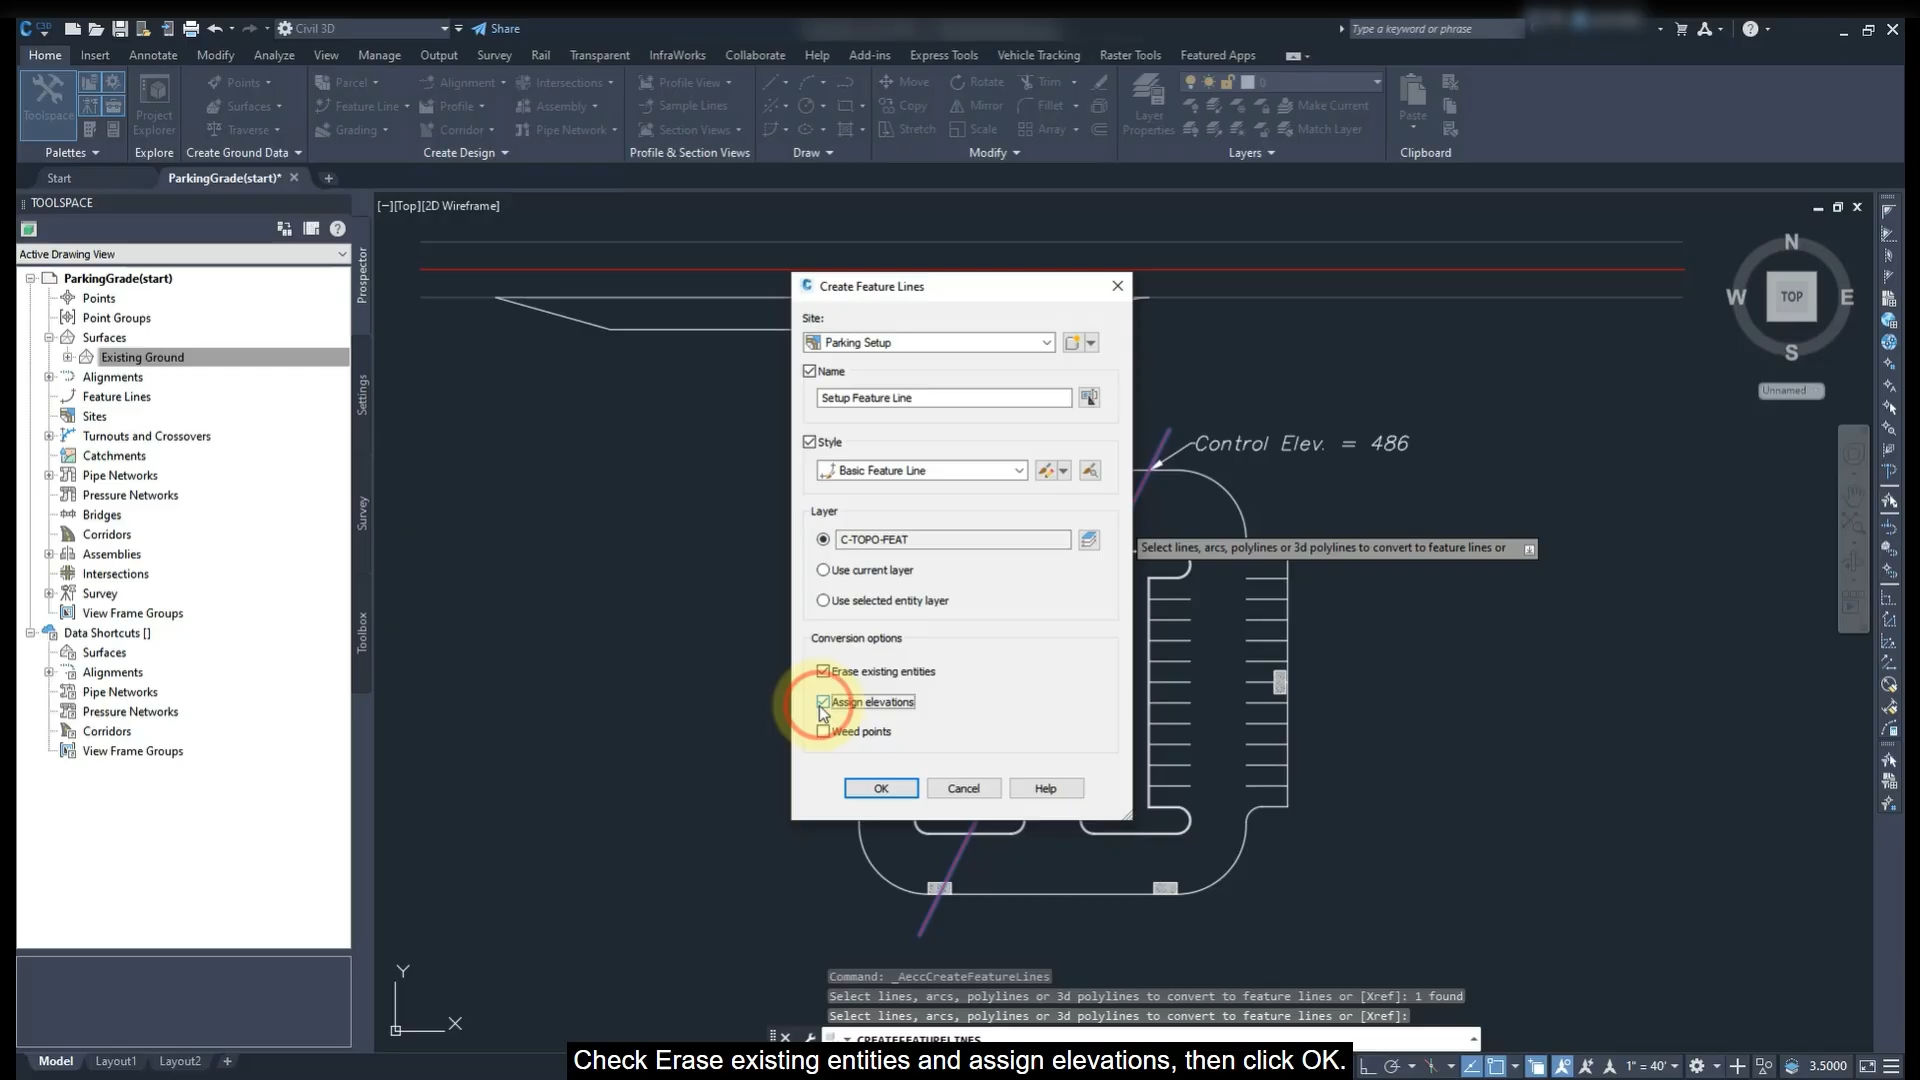 C3D
Civil 3D
Share
Type a keyword or phrase
Home Insert Annotate Modify Analyze View Manage Output Survey Rail Transparent InfraWorks Collaborate Help Add-ins Express Tools Vehicle Tracking Raster Tools Featured Apps
Toolspace
Palettes
Project Explorer
Explore
Points
Surfaces
Traverse
Create Ground Data
Parcel
Feature Line
Grading
Alignment
Profile
Corridor
Intersections
Assembly
Pipe Network
Create Design
Profile View
Sample Lines
Section Views
Profile & Section Views
Draw
Move
Copy
Stretch
Rotate
Mirror
Scale
Trim
Fillet
Array
Modify
Layer Properties
0
Make Current
Match Layer
Layers
Paste
Clipboard
Start
ParkingGrade(start)*
TOOLSPACE
Active Drawing View
ParkingGrade(start)
Points
Point Groups
Surfaces
Existing Ground
Alignments
Feature Lines
Sites
Turnouts and Crossovers
Catchments
Pipe Networks
Pressure Networks
Bridges
Corridors
Assemblies
Intersections
Survey
View Frame Groups
Data Shortcuts []
Surfaces
Alignments
Pipe Networks
Pressure Networks
Corridors
View Frame Groups
Prospector
Settings
Survey
Toolbox
[−][Top][2D Wireframe]
N
W TOP E
S
Unnamed
Control Elev. = 486
Create Feature Lines
Site:
Parking Setup
Name
Setup Feature Line
Style
Basic Feature Line
Layer
C-TOPO-FEAT
Use current layer
Use selected entity layer
Conversion options
Erase existing entities
Assign elevations
Weed points
OK Cancel Help
Select lines, arcs, polylines or 3d polylines to convert to feature lines or
Y
X
Command: _AeccCreateFeatureLines
Select lines, arcs, polylines or 3d polylines to convert to feature lines or [Xref]: 1 found
Select lines, arcs, polylines or 3d polylines to convert to feature lines or [Xref]:
CREATEFEATURELINES
Model Layout1 Layout2
1" = 40'
3.5000
Check Erase existing entities and assign elevations, then click OK.